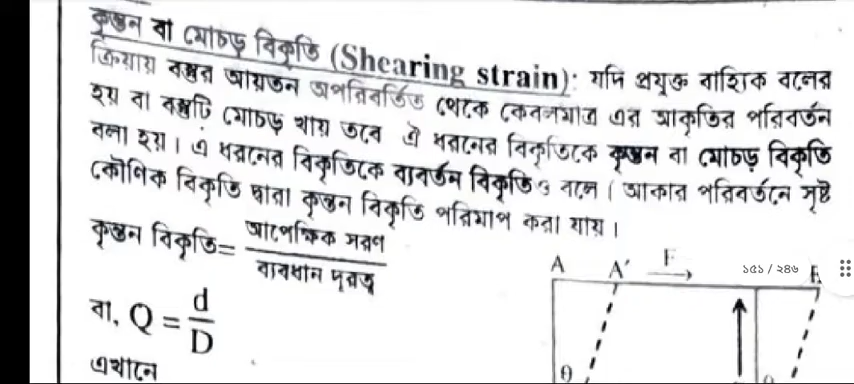 কৃন্তন বা মোচড় বিকৃতি (Shearing strain): যদি প্রযুক্ত বাহ্যিক বলের
ক্রিয়ায় বস্তুর আয়তন অপরিবর্তিত থেকে কেবলমাত্র এর আকৃতির পরিবর্তন
হয় বা বস্তুটি মোচড় খায় তবে ঐ ধরনের বিকৃতিকে কৃন্তন বা মোচড় বিকৃতি
বলা হয়। এ ধরনের বিকৃতিকে ব্যবর্তন বিকৃতিও বলে। আকার পরিবর্তনে সৃষ্ট
কৌণিক বিকৃতি দ্বারা কৃন্তন বিকৃতি পরিমাপ করা যায়।
কৃন্তন বিকৃতি= আপেক্ষিক সরণ
ব্যবধান দূরত্ব
বা, Q = d
D
এখানে
A A′ F
১৫১ / ২৪৬
θ